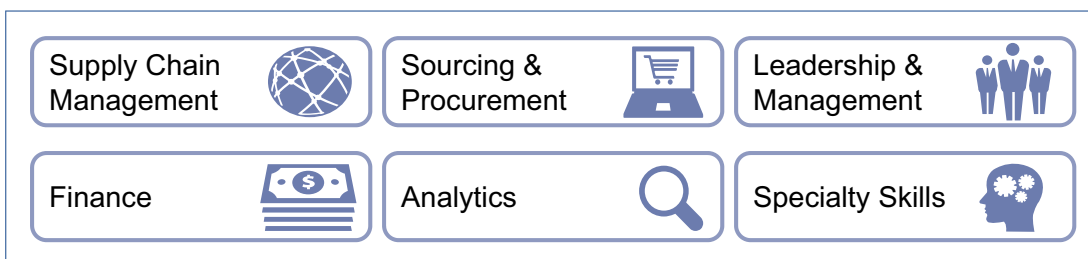 Supply Chain
Management
Sourcing &
Procurement
Leadership &
Management
Finance
$
Analytics
Specialty Skills